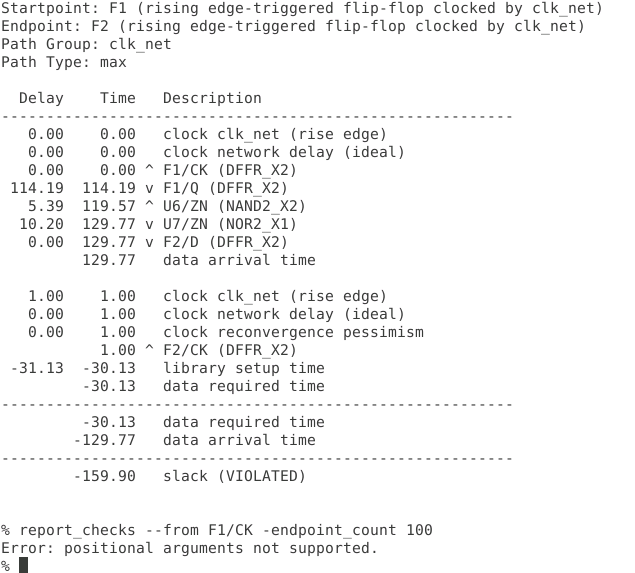 Startpoint: F1 (rising edge-triggered flip-flop clocked by clk_net)
Endpoint: F2 (rising edge-triggered flip-flop clocked by clk_net)
Path Group: clk_net
Path Type: max

  Delay    Time   Description
---------------------------------------------------------
   0.00    0.00   clock clk_net (rise edge)
   0.00    0.00   clock network delay (ideal)
   0.00    0.00 ^ F1/CK (DFFR_X2)
 114.19  114.19 v F1/Q (DFFR_X2)
   5.39  119.57 ^ U6/ZN (NAND2_X2)
  10.20  129.77 v U7/ZN (NOR2_X1)
   0.00  129.77 v F2/D (DFFR_X2)
         129.77   data arrival time

   1.00    1.00   clock clk_net (rise edge)
   0.00    1.00   clock network delay (ideal)
   0.00    1.00   clock reconvergence pessimism
           1.00 ^ F2/CK (DFFR_X2)
 -31.13  -30.13   library setup time
         -30.13   data required time
---------------------------------------------------------
         -30.13   data required time
        -129.77   data arrival time
---------------------------------------------------------
        -159.90   slack (VIOLATED)


% report_checks --from F1/CK -endpoint_count 100
Error: positional arguments not supported.
%